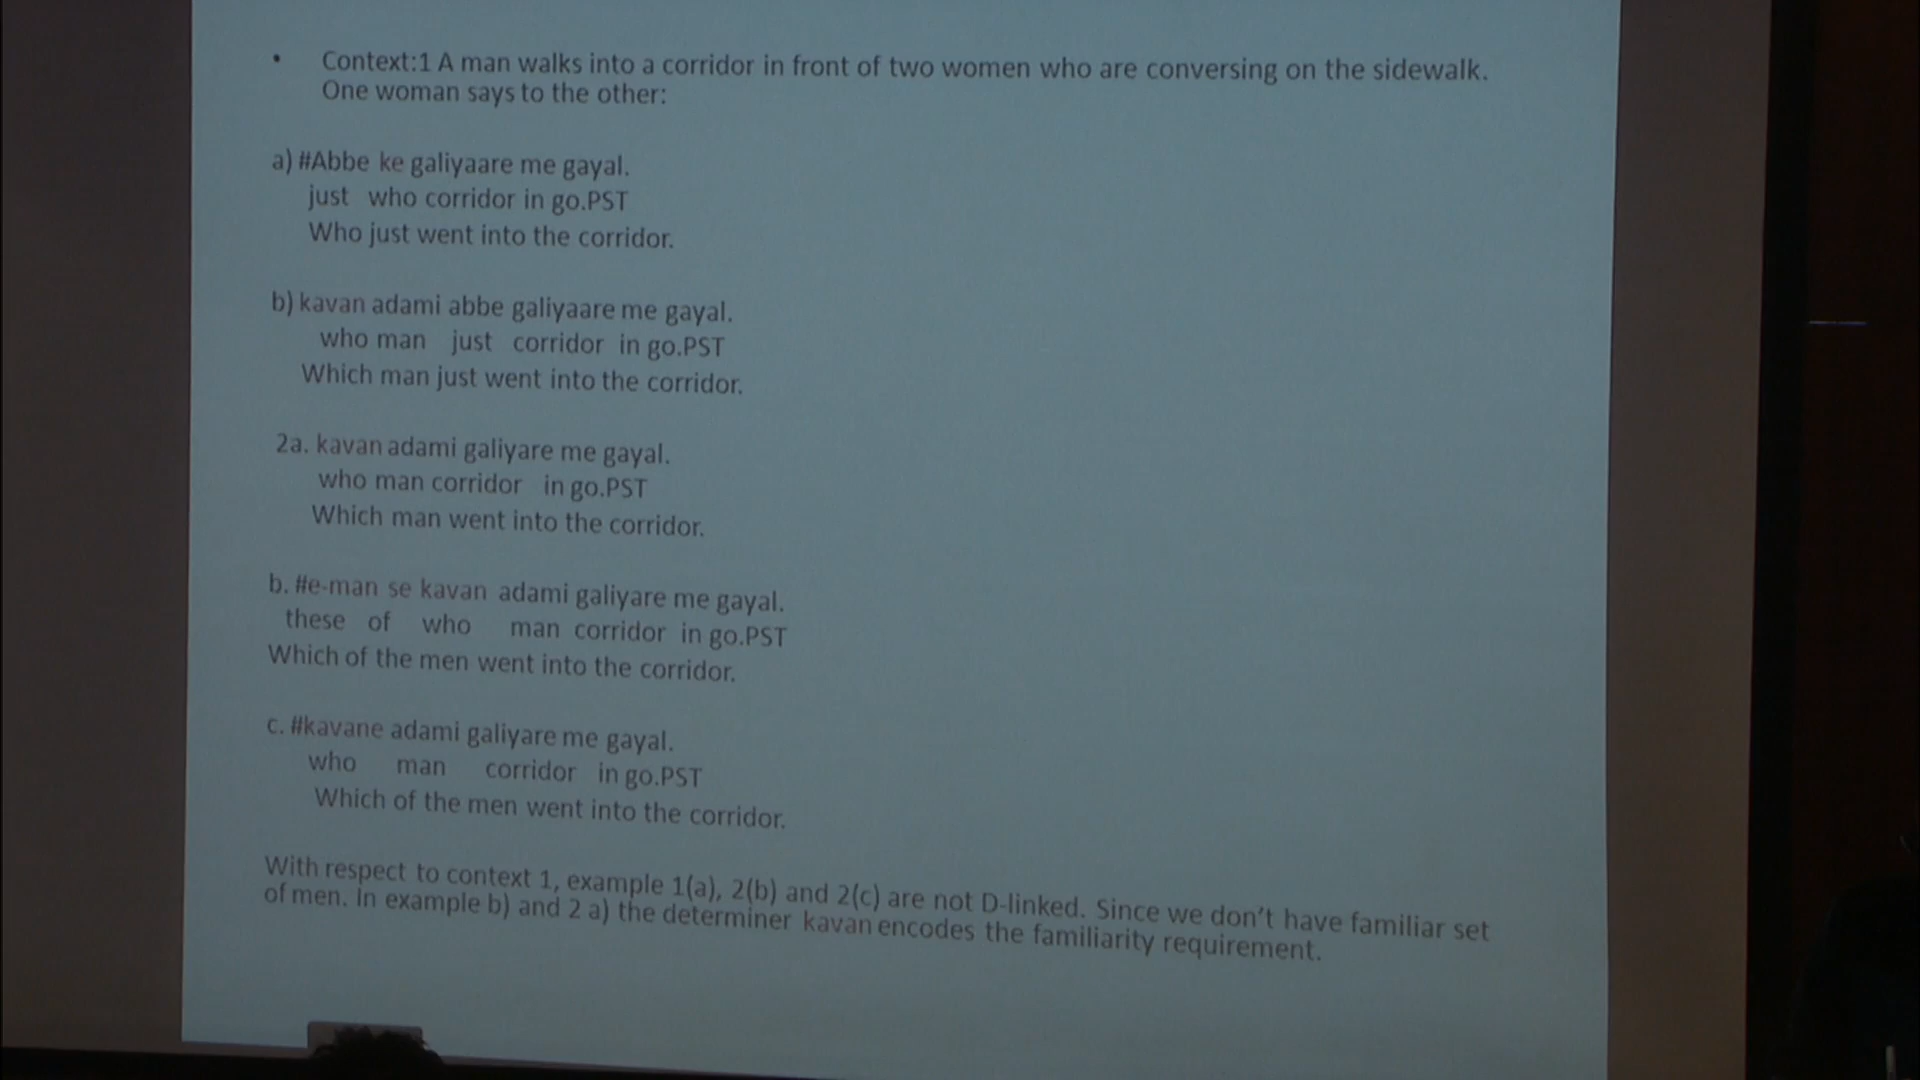 • Context:1 A man walks into a corridor in front of two women who are conversing on the sidewalk.
One woman says to the other:
a) #Abbe ke galiyaare me gayal.
just who corridor in go.PST
Who just went into the corridor.
b) kavan adami abbe galiyaare me gayal.
who man just corridor in go.PST
Which man just went into the corridor.
2a. kavan adami galiyare me gayal.
who man corridor in go.PST
Which man went into the corridor.
b. #e-man se kavan adami galiyare me gayal.
these of who man corridor in go.PST
Which of the men went into the corridor.
c. #kavane adami galiyare me gayal.
who man corridor in go.PST
Which of the men went into the corridor.
With respect to context 1, example 1(a), 2(b) and 2(c) are not D-linked. Since we don't have familiar set
of men. In example b) and 2 a) the determiner kavan encodes the familiarity requirement.